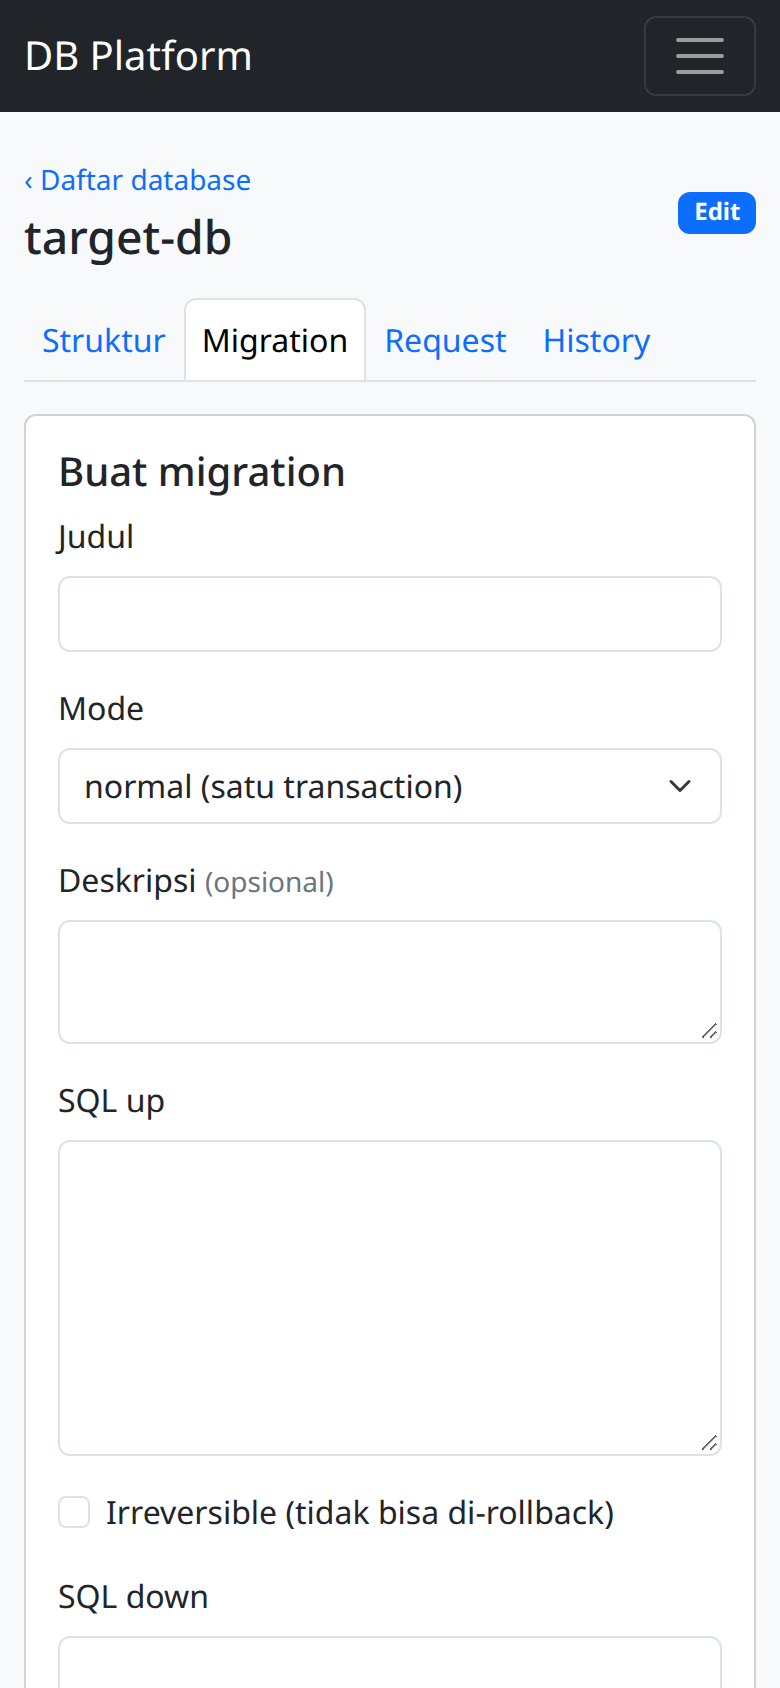 DB Platform
‹ Daftar database
target-db
Edit
Struktur Migration Request History
Buat migration
Judul
Mode
normal (satu transaction)
Deskripsi (opsional)
SQL up
Irreversible (tidak bisa di-rollback)
SQL down